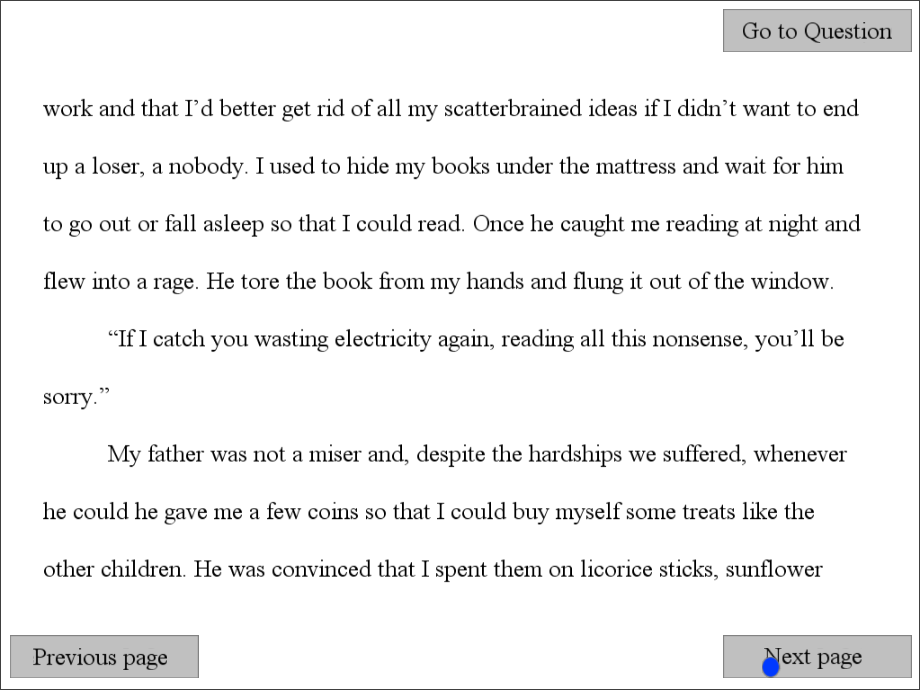 Go to Question
work and that I’d better get rid of all my scatterbrained ideas if I didn’t want to end
up a loser, a nobody. I used to hide my books under the mattress and wait for him
to go out or fall asleep so that I could read. Once he caught me reading at night and
flew into a rage. He tore the book from my hands and flung it out of the window.
“If I catch you wasting electricity again, reading all this nonsense, you’ll be
sorry.”
My father was not a miser and, despite the hardships we suffered, whenever
he could he gave me a few coins so that I could buy myself some treats like the
other children. He was convinced that I spent them on licorice sticks, sunflower
Previous page
Next page